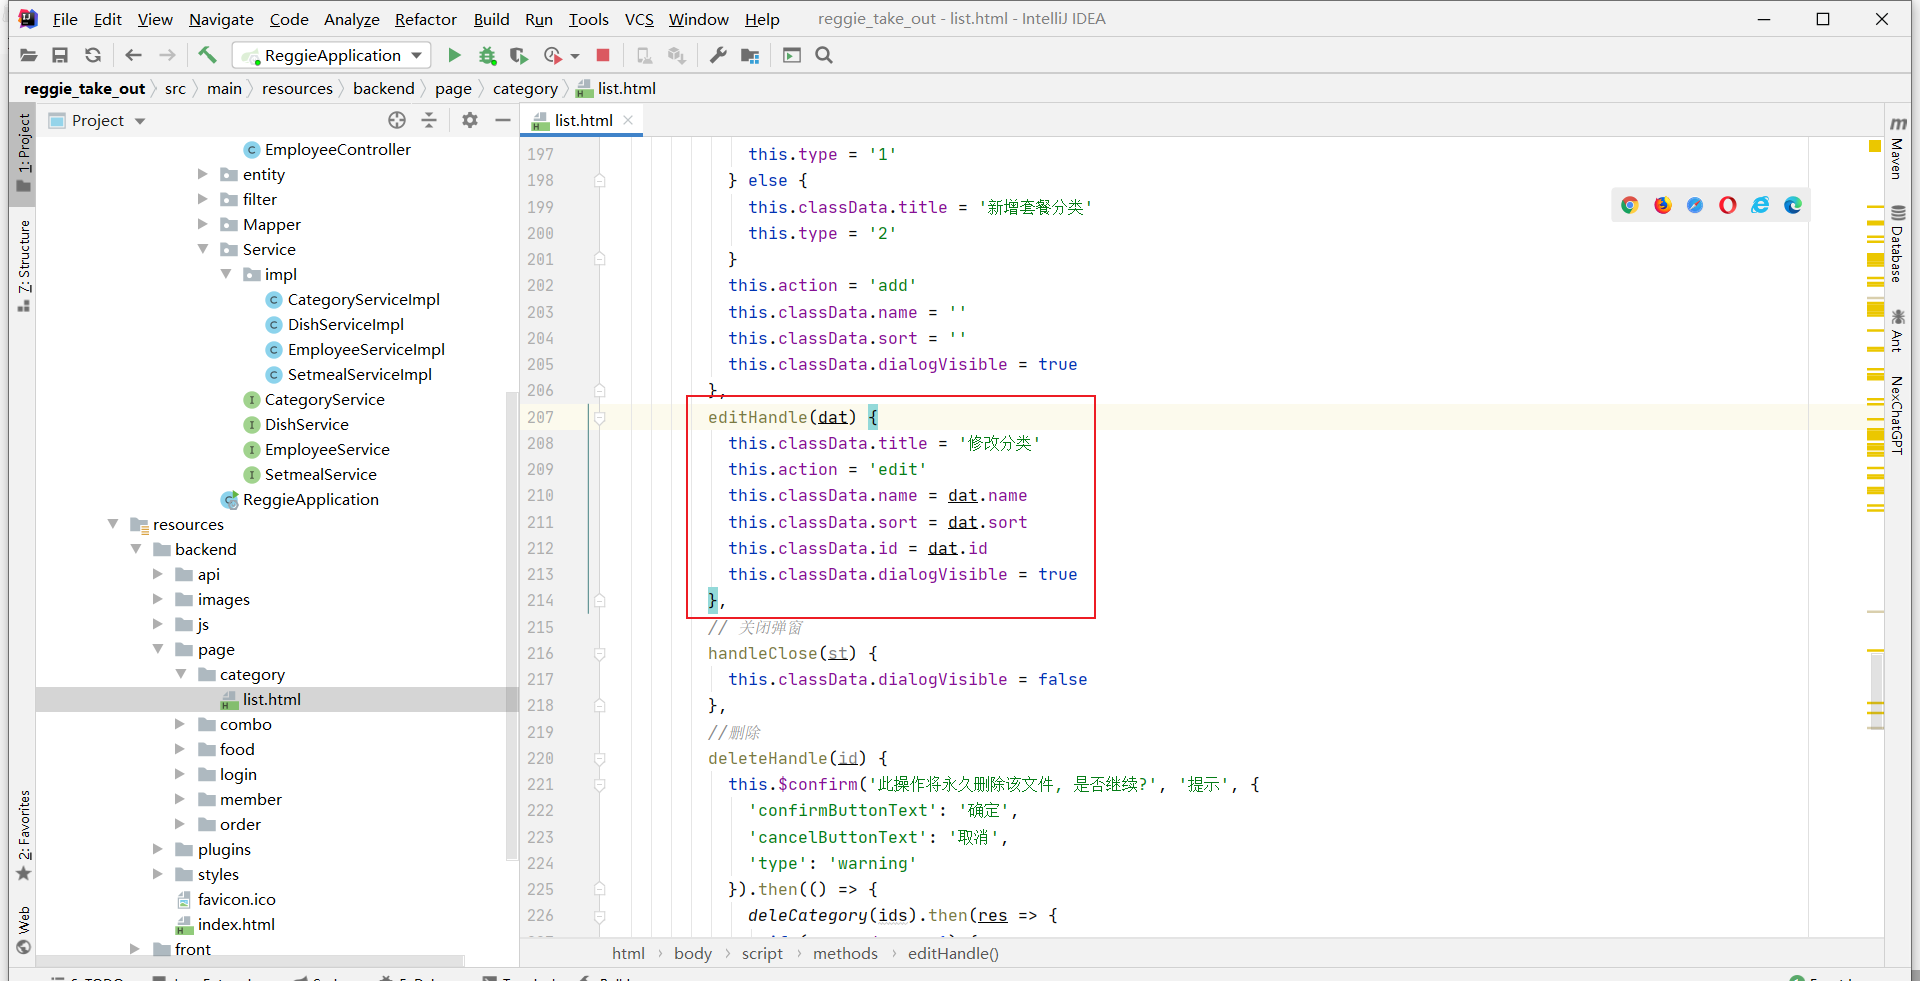 File Edit View Navigate Code Analyze Refactor Build Run Tools VCS Window Help reggie_take_out - list.html - IntelliJ IDEA
ReggieApplication
reggie_take_out src main resources backend page category list.html
Project
list.html
1: Project
Z: Structure
2: Favorites
Web
EmployeeController
entity
filter
Mapper
Service
impl
CategoryServiceImpl
DishServiceImpl
EmployeeServiceImpl
SetmealServiceImpl
CategoryService
DishService
EmployeeService
SetmealService
ReggieApplication
resources
backend
api
images
js
page
category
list.html
combo
food
login
member
order
plugins
styles
favicon.ico
index.html
front
197 this.type = '1'
198 } else {
199 this.classData.title = '新增套餐分类'
200 this.type = '2'
201 }
202 this.action = 'add'
203 this.classData.name = ''
204 this.classData.sort = ''
205 this.classData.dialogVisible = true
206 },
207 editHandle(dat) {
208 this.classData.title = '修改分类'
209 this.action = 'edit'
210 this.classData.name = dat.name
211 this.classData.sort = dat.sort
212 this.classData.id = dat.id
213 this.classData.dialogVisible = true
214 },
215 // 关闭弹窗
216 handleClose(st) {
217 this.classData.dialogVisible = false
218 },
219 //删除
220 deleteHandle(id) {
221 this.$confirm('此操作将永久删除该文件, 是否继续?', '提示', {
222 'confirmButtonText': '确定',
223 'cancelButtonText': '取消',
224 'type': 'warning'
225 }).then(() => {
226 deleCategory(ids).then(res => {
html body script methods editHandle()
Maven
Database
Ant
NexChatGPT